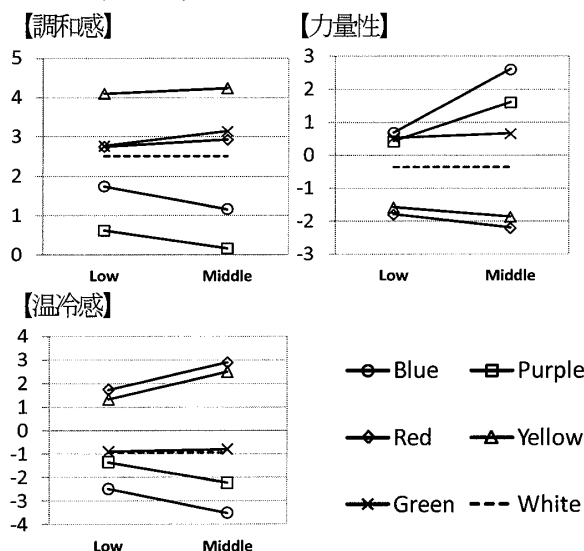 【調和感】
5
4
3
2
1
0
Low Middle
【力量性】
3
2
1
0
-1
-2
-3
Low Middle
【温冷感】
4
3
2
1
0
-1
-2
-3
-4
Low Middle
Blue Purple
Red Yellow
Green White